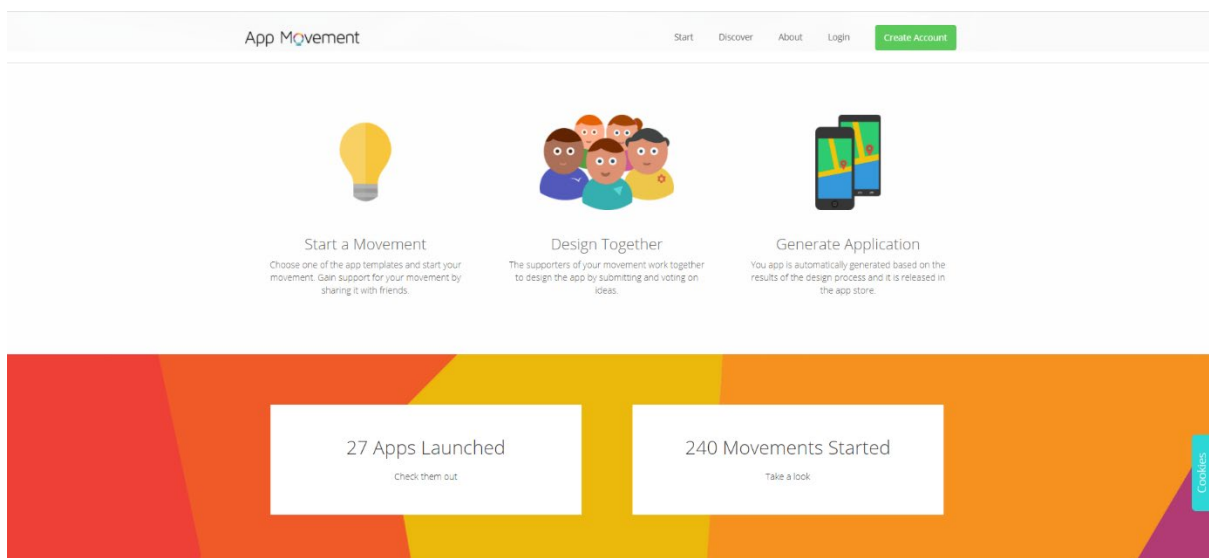 App Movement
Start
Discover
About
Login
Create Account
Start a Movement
Choose one of the app templates and start your
movement. Gain support for your movement by
sharing it with friends.
Design Together
The supporters of your movement work together
to design the app by submitting and voting on
ideas.
Generate Application
You app is automatically generated based on the
results of the design process and it is released in
the app store.
27 Apps Launched
Check them out
240 Movements Started
Take a look
Cookies